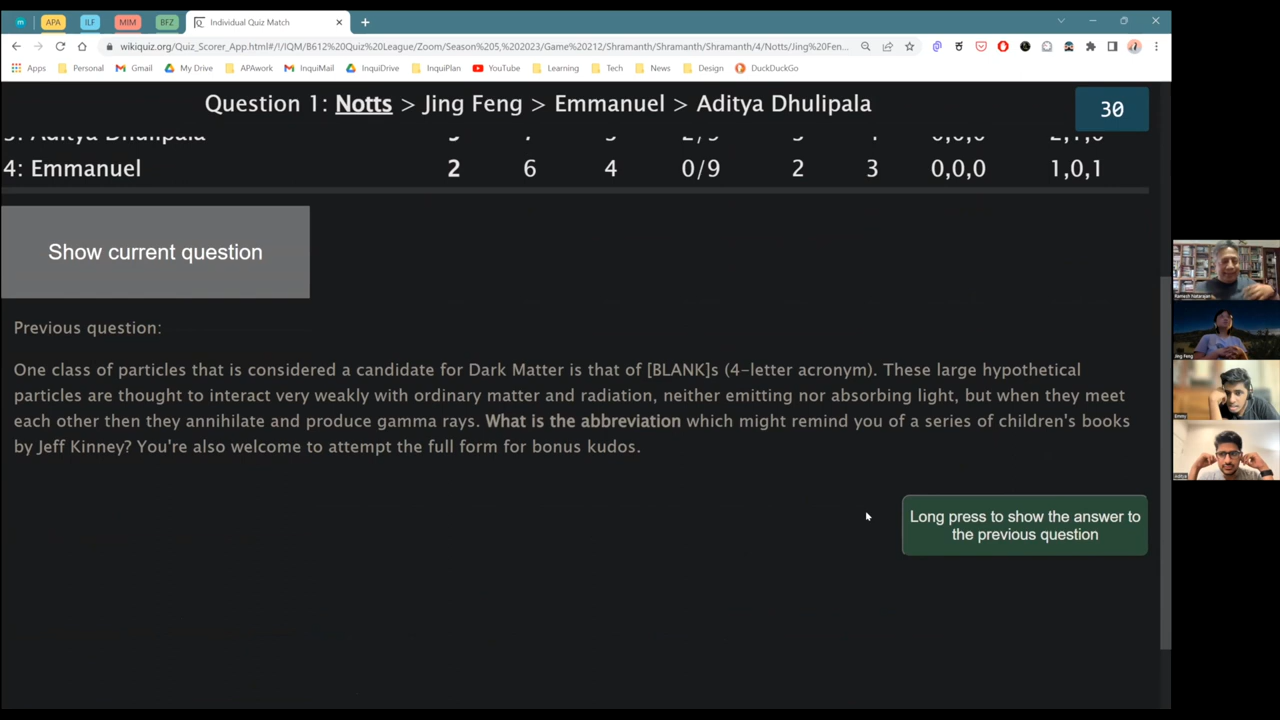 APA ILF MIM BFZ Individual Quiz Match
wikiquiz.org/Quiz_Scorer_App.html#/!/IQM/B612%20Quiz%20League/Zoom/Season%205,%202023/Game%20212/Shramanth/Shramanth/Shramanth/4/Notts/Jing%20Fen...
Apps Personal Gmail My Drive APAwork InquiMail InquiDrive InquiPlan YouTube Learning Tech News Design DuckDuckGo
Question 1: Notts > Jing Feng > Emmanuel > Aditya Dhulipala
30
3: Aditya Dhulipala
4: Emmanuel 2 6 4 0/9 2 3 0,0,0 1,0,1
Show current question
Previous question:
One class of particles that is considered a candidate for Dark Matter is that of [BLANK]s (4-letter acronym). These large hypothetical
particles are thought to interact very weakly with ordinary matter and radiation, neither emitting nor absorbing light, but when they meet
each other then they annihilate and produce gamma rays. What is the abbreviation which might remind you of a series of children's books
by Jeff Kinney? You're also welcome to attempt the full form for bonus kudos.
Long press to show the answer to
the previous question
Ramesh Natarajan
Jing Feng